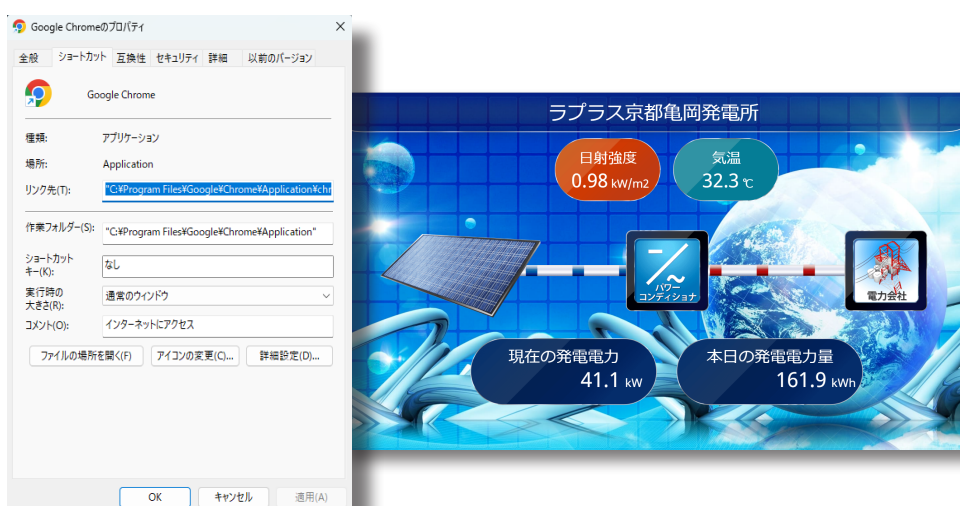 Google Chromeのプロパティ
全般 ショートカット 互換性 セキュリティ 詳細 以前のバージョン
Google Chrome
種類: アプリケーション
場所: Application
リンク先(T): "C:¥Program Files¥Google¥Chrome¥Application¥chr
作業フォルダー(S): "C:¥Program Files¥Google¥Chrome¥Application"
ショートカット
キー(K): なし
実行時の
大きさ(R): 通常のウィンドウ
コメント(O): インターネットにアクセス
ファイルの場所を開く(F) アイコンの変更(C)... 詳細設定(D)...
OK キャンセル 適用(A)
ラプラス京都亀岡発電所
日射強度
0.98 kW/m2
気温
32.3 ℃
パワー
コンディショナ
電力会社
現在の発電電力
41.1 kW
本日の発電電力量
161.9 kWh